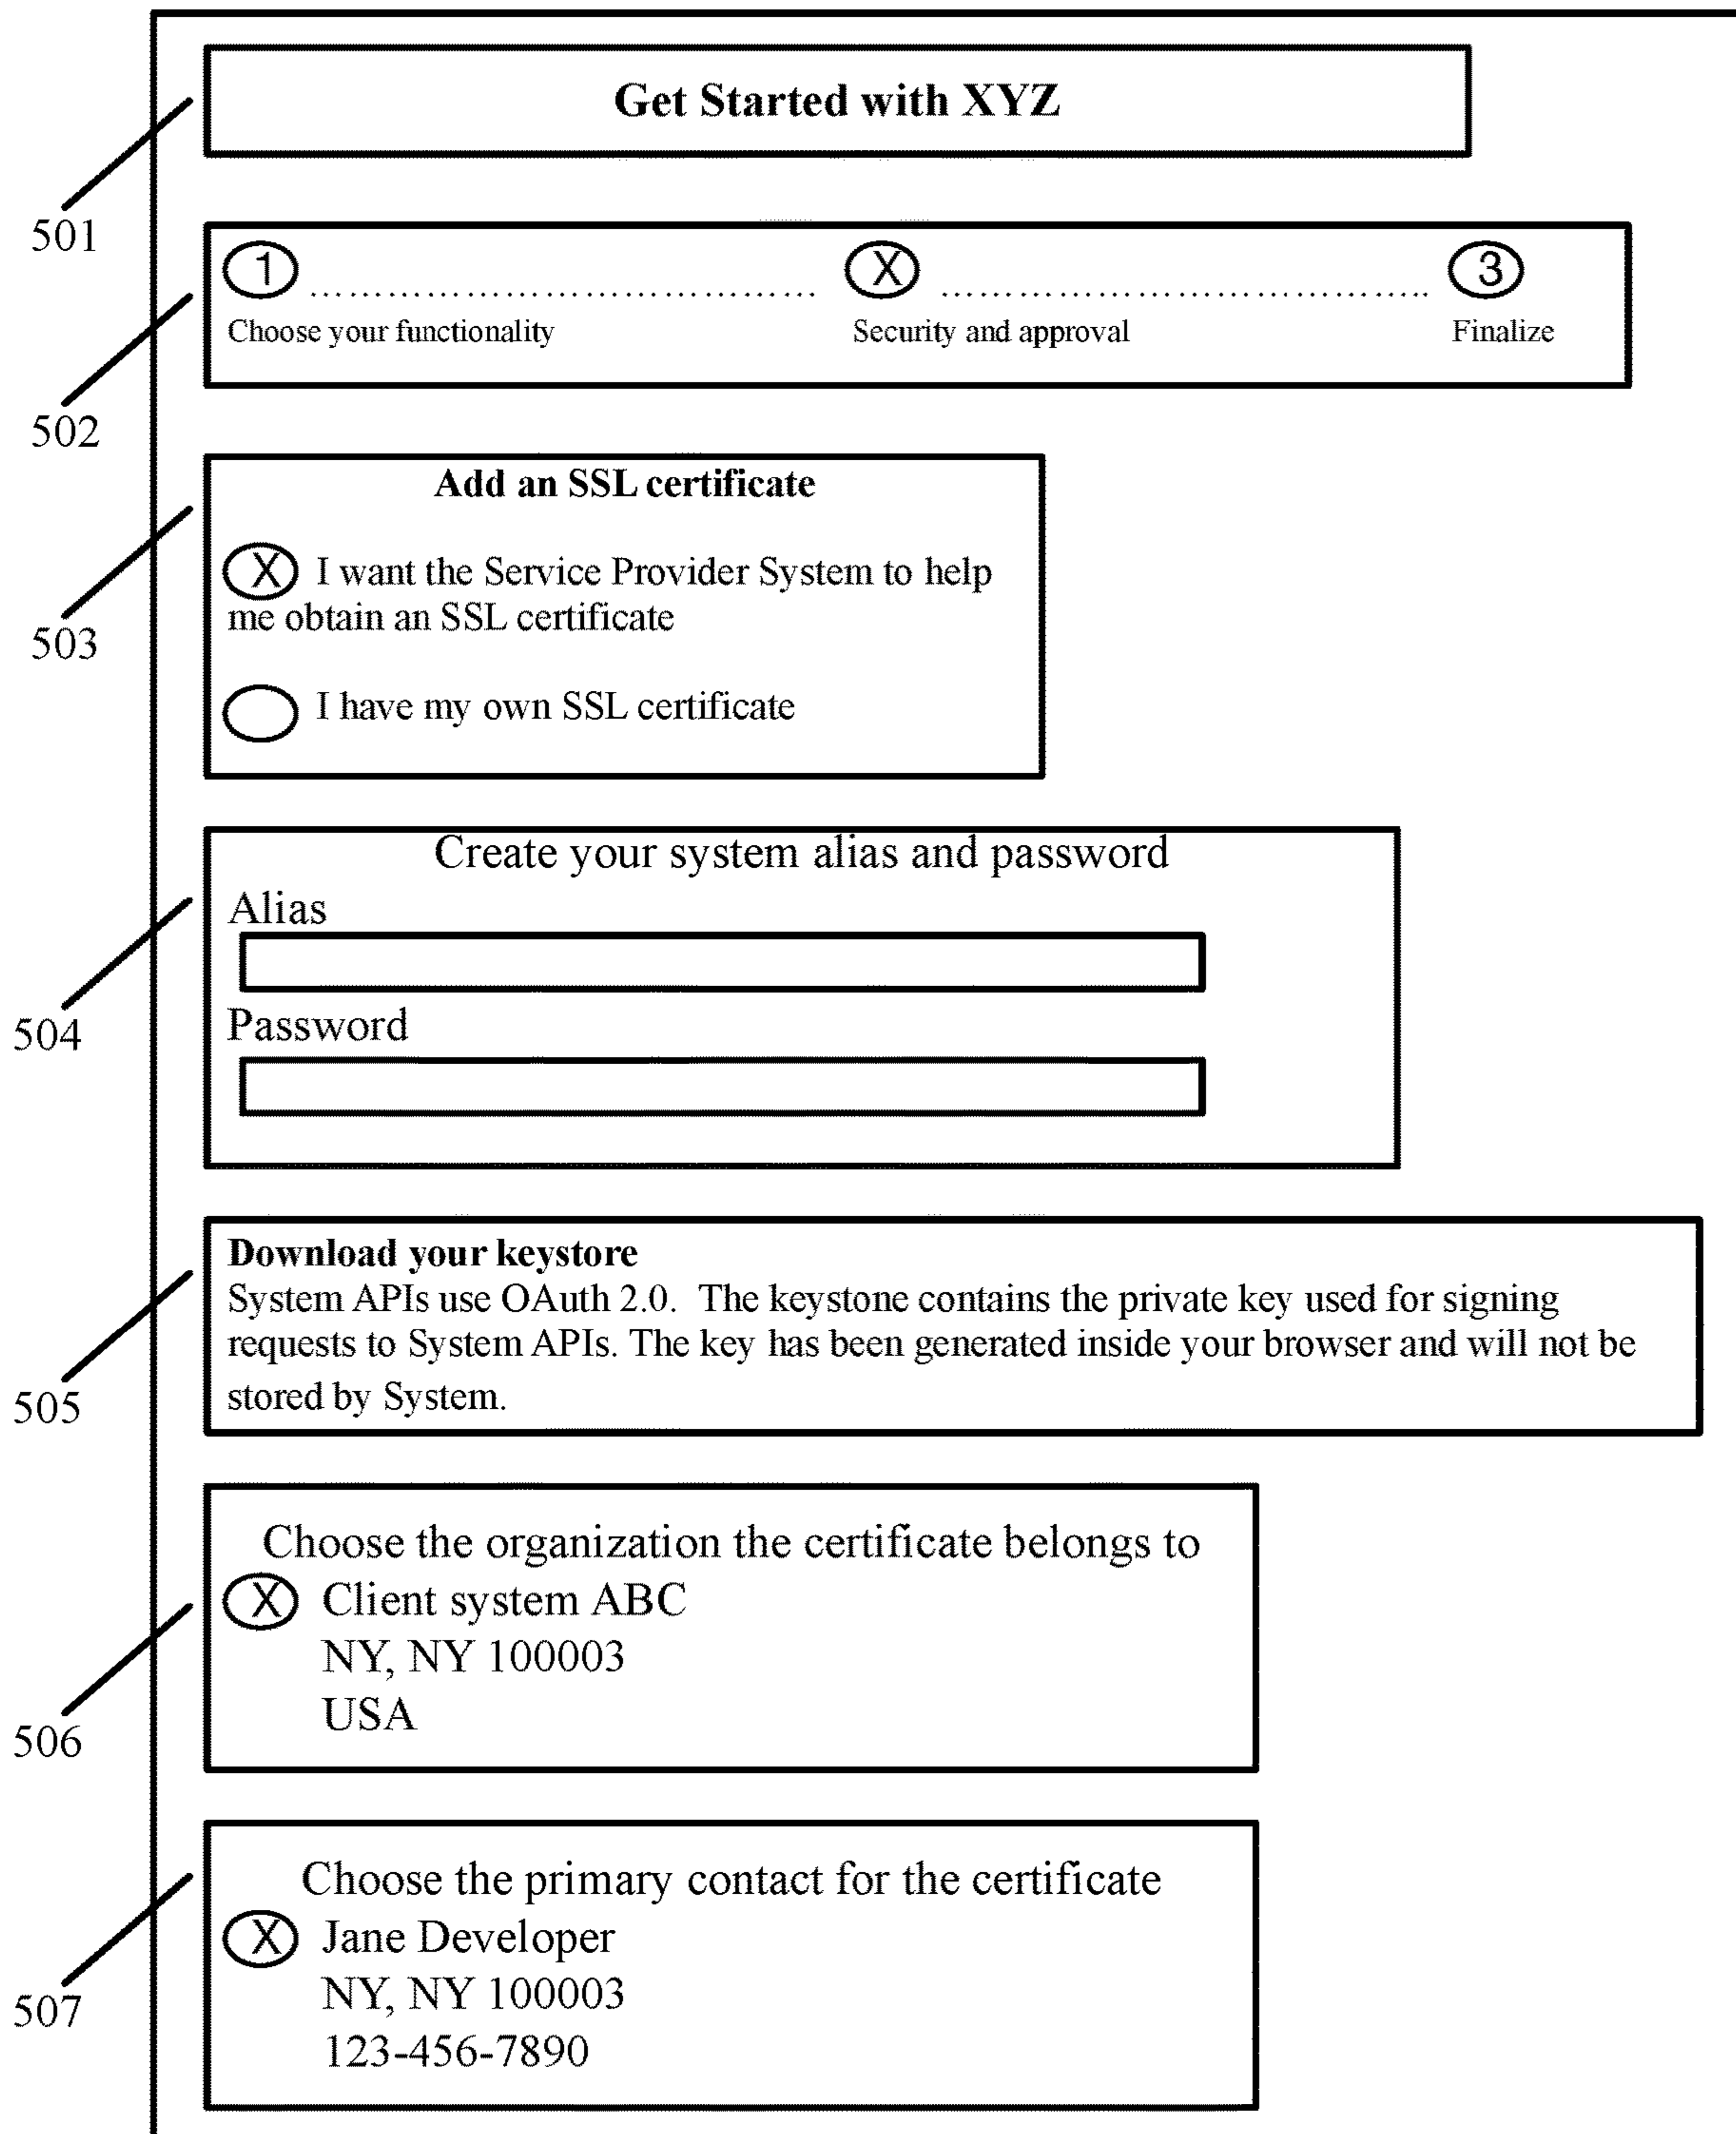 Get Started with XYZ
501
1 X 3
Choose your functionality Security and approval Finalize
502
Add an SSL certificate
X I want the Service Provider System to help
me obtain an SSL certificate
503
I have my own SSL certificate
Create your system alias and password
Alias
Password
504
Download your keystore
System APIs use OAuth 2.0. The keystone contains the private key used for signing
requests to System APIs. The key has been generated inside your browser and will not be
stored by System.
505
Choose the organization the certificate belongs to
X Client system ABC
NY, NY 100003
USA
506
Choose the primary contact for the certificate
X Jane Developer
NY, NY 100003
123-456-7890
507